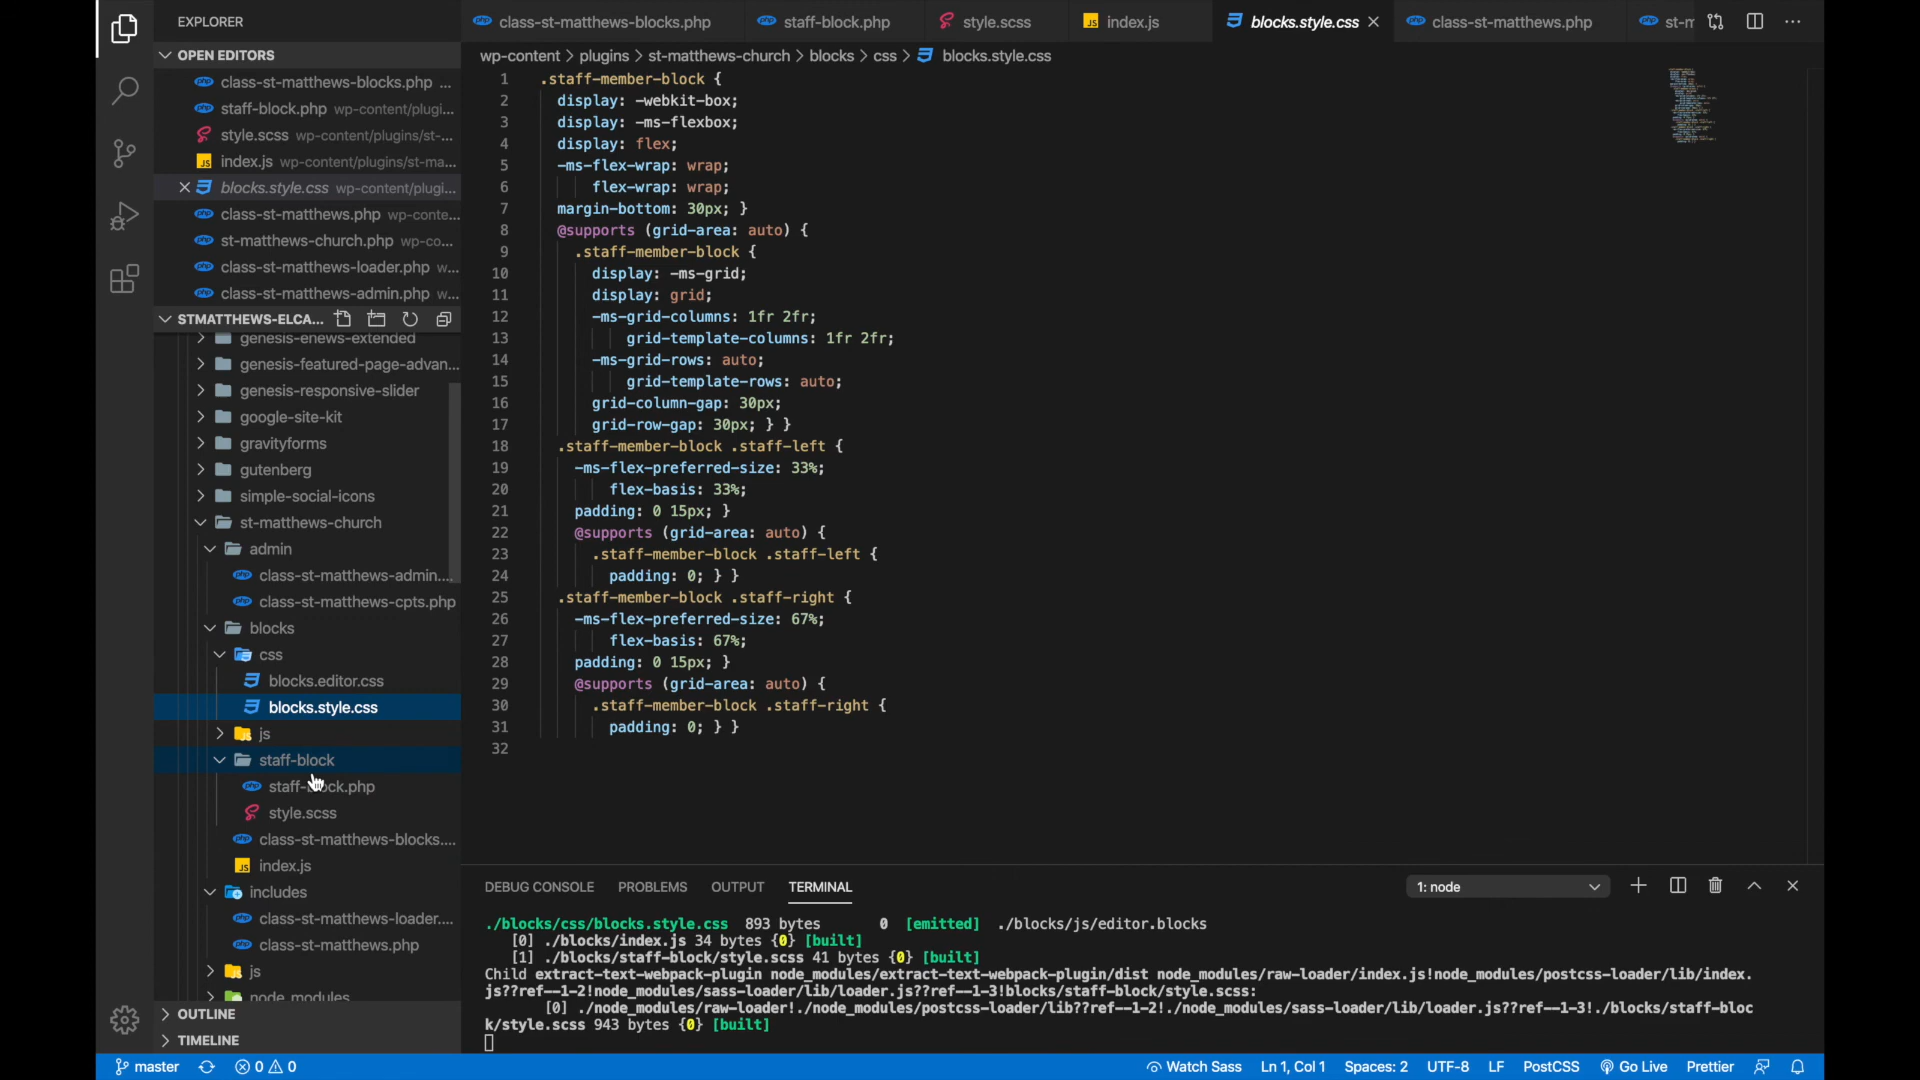 EXPLORER
OPEN EDITORS
class-st-matthews-blocks.php ...
staff-block.php wp-content/plugi...
style.scss wp-content/plugins/st-...
index.js wp-content/plugins/st-ma...
blocks.style.css wp-content/plugi...
class-st-matthews.php wp-conte...
st-matthews-church.php wp-co...
class-st-matthews-loader.php w...
class-st-matthews-admin.php w...
STMATTHEWS-ELCA...
genesis-enews-extended
genesis-featured-page-advan...
genesis-responsive-slider
google-site-kit
gravityforms
gutenberg
simple-social-icons
st-matthews-church
admin
class-st-matthews-admin....
class-st-matthews-cpts.php
blocks
css
blocks.editor.css
blocks.style.css
js
staff-block
staff-block.php
style.scss
class-st-matthews-blocks....
index.js
includes
class-st-matthews-loader....
class-st-matthews.php
js
node_modules
OUTLINE
TIMELINE
class-st-matthews-blocks.php staff-block.php style.scss JS index.js blocks.style.css class-st-matthews.php st-m
wp-content > plugins > st-matthews-church > blocks > css > blocks.style.css
1 .staff-member-block {
2 display: -webkit-box;
3 display: -ms-flexbox;
4 display: flex;
5 -ms-flex-wrap: wrap;
6 flex-wrap: wrap;
7 margin-bottom: 30px; }
8 @supports (grid-area: auto) {
9 .staff-member-block {
10 display: -ms-grid;
11 display: grid;
12 -ms-grid-columns: 1fr 2fr;
13 grid-template-columns: 1fr 2fr;
14 -ms-grid-rows: auto;
15 grid-template-rows: auto;
16 grid-column-gap: 30px;
17 grid-row-gap: 30px; } }
18 .staff-member-block .staff-left {
19 -ms-flex-preferred-size: 33%;
20 flex-basis: 33%;
21 padding: 0 15px; }
22 @supports (grid-area: auto) {
23 .staff-member-block .staff-left {
24 padding: 0; } }
25 .staff-member-block .staff-right {
26 -ms-flex-preferred-size: 67%;
27 flex-basis: 67%;
28 padding: 0 15px; }
29 @supports (grid-area: auto) {
30 .staff-member-block .staff-right {
31 padding: 0; } }
32
DEBUG CONSOLE PROBLEMS OUTPUT TERMINAL 1: node
./blocks/css/blocks.style.css 893 bytes 0 [emitted] ./blocks/js/editor.blocks
[0] ./blocks/index.js 34 bytes {0} [built]
[1] ./blocks/staff-block/style.scss 41 bytes {0} [built]
Child extract-text-webpack-plugin node_modules/extract-text-webpack-plugin/dist node_modules/raw-loader/index.js!node_modules/postcss-loader/lib/index.
js??ref--1-2!node_modules/sass-loader/lib/loader.js??ref--1-3!blocks/staff-block/style.scss:
[0] ./node_modules/raw-loader!./node_modules/postcss-loader/lib??ref--1-2!./node_modules/sass-loader/lib/loader.js??ref--1-3!./blocks/staff-bloc
k/style.scss 943 bytes {0} [built]
master 0 0 Watch Sass Ln 1, Col 1 Spaces: 2 UTF-8 LF PostCSS Go Live Prettier